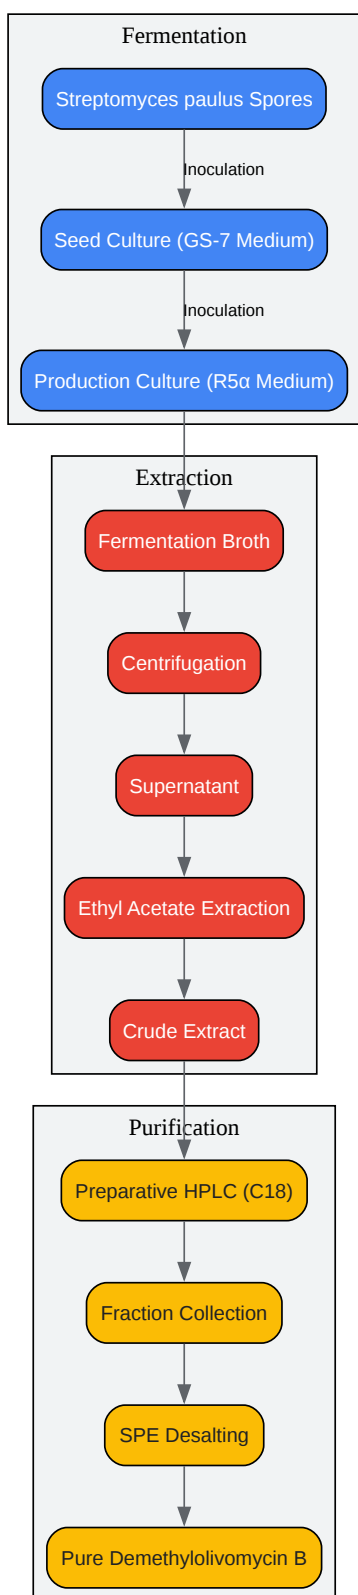 Fermentation
Streptomyces paulus Spores
Inoculation
Seed Culture (GS-7 Medium)
Inoculation
Production Culture (R5α Medium)
Extraction
Fermentation Broth
Centrifugation
Supernatant
Ethyl Acetate Extraction
Crude Extract
Purification
Preparative HPLC (C18)
Fraction Collection
SPE Desalting
Pure Demethylolivomycin B